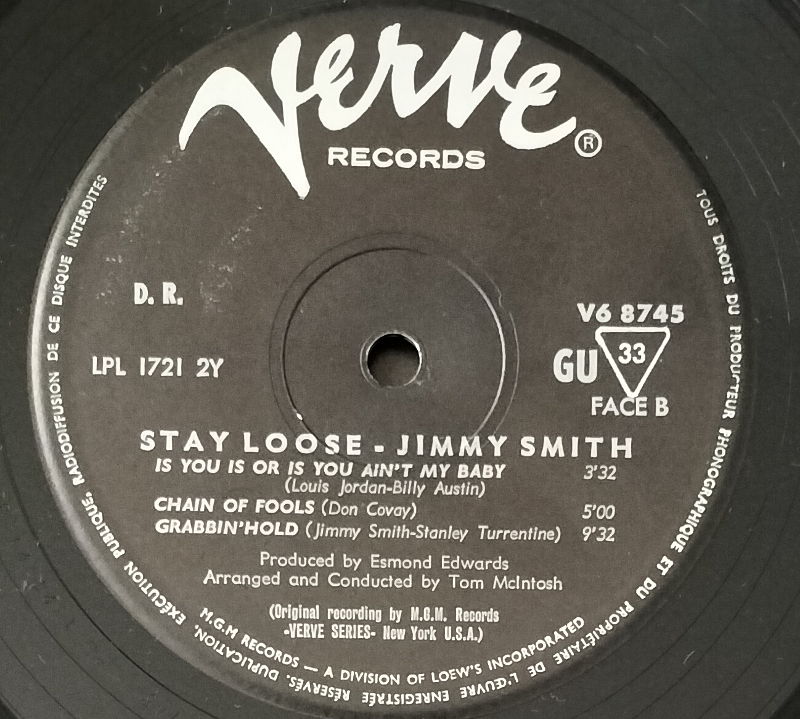 Verve ®
RECORDS
D. R.
LPL 1721 2Y
V6 8745
GU 33
FACE B
STAY LOOSE - JIMMY SMITH
IS YOU IS OR IS YOU AIN'T MY BABY 3'32
(Louis Jordan-Billy Austin)
CHAIN OF FOOLS (Don Covay) 5'00
GRABBIN'HOLD (Jimmy Smith-Stanley Turrentine) 9'32
Produced by Esmond Edwards
Arranged and Conducted by Tom McIntosh
(Original recording by M.G.M. Records
-VERVE SERIES- New York U.S.A.)
M.G.M RECORDS — A DIVISION OF LOEW'S INCORPORATED
TOUS DROITS DU PRODUCTEUR PHONOGRAPHIQUE ET DU PROPRIÉTAIRE DE L'ŒUVRE ENREGISTRÉE RÉSERVÉS. DUPLICATION, EXÉCUTION PUBLIQUE, RADIODIFFUSION DE CE DISQUE INTERDITES